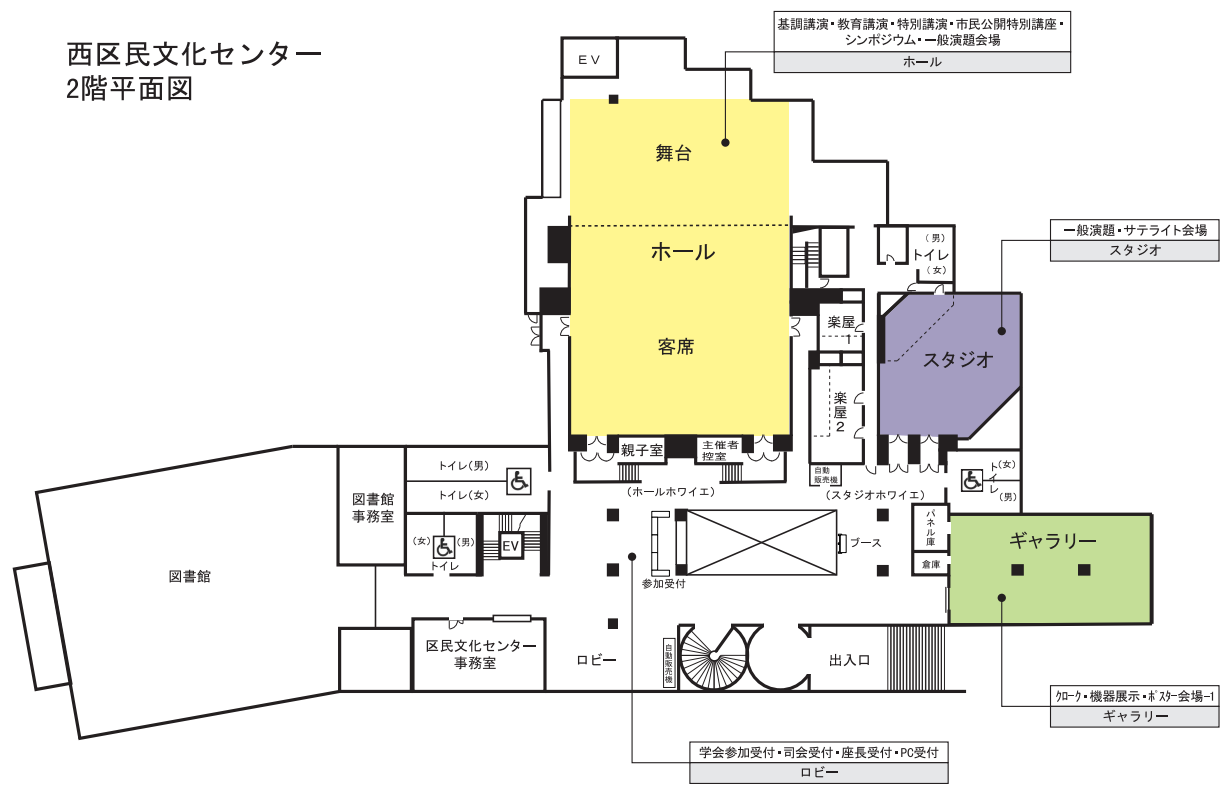 西区民文化センター
2階平面図
基調講演・教育講演・特別講演・市民公開特別講座・
シンポジウム・一般演題会場
ホール
EV
舞台
ホール
客席
一般演題・サテライト会場
スタジオ
(男)
トイレ
(女)
楽屋
1
スタジオ
楽屋
2
親子室
主催者
控室
自動
販売機
(ホールホワイエ)
(スタジオホワイエ)
トイレ(男)
トイレ(女)
図書館
事務室
(女)
(男)
トイレ
EV
(女)
トイレ
(男)
パネル庫
倉庫
ギャラリー
ブース
参加受付
図書館
区民文化センター
事務室
ロビー
自動販売機
出入口
クローク・機器展示・ポスター会場-1
ギャラリー
学会参加受付・司会受付・座長受付・PC受付
ロビー